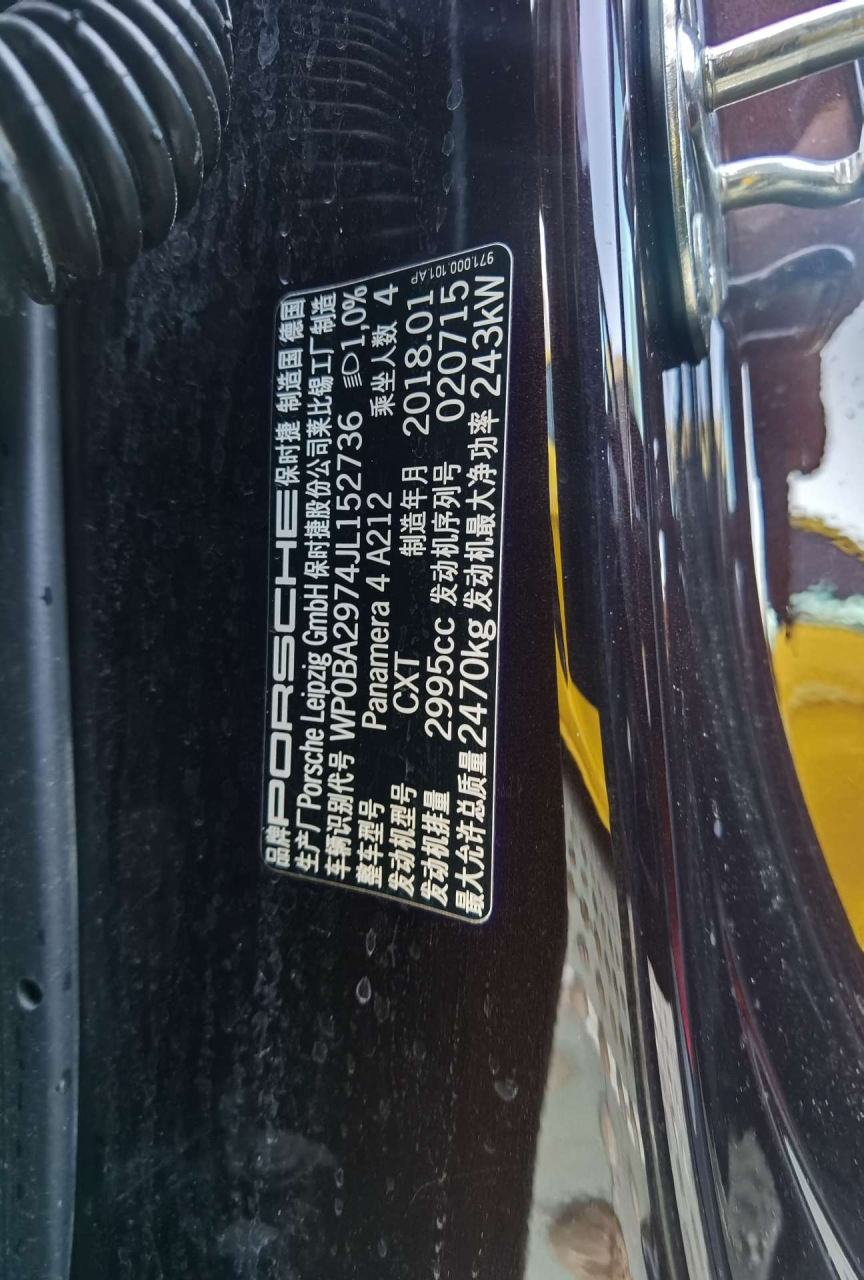 971.000.101.AP
品牌PORSCHE保时捷 制造国 德国
生产厂Porsche Leipzig GmbH 保时捷股份公司莱比锡工厂制造
车辆识别代号 WP0BA2974JL152736 1,0%
整车型号 Panamera 4 A212 乘坐人数 4
发动机型号 CXT 制造年月 2018.01
发动机排量 2995cc 发动机序列号 020715
最大允许总质量 2470kg 发动机最大净功率 243kW